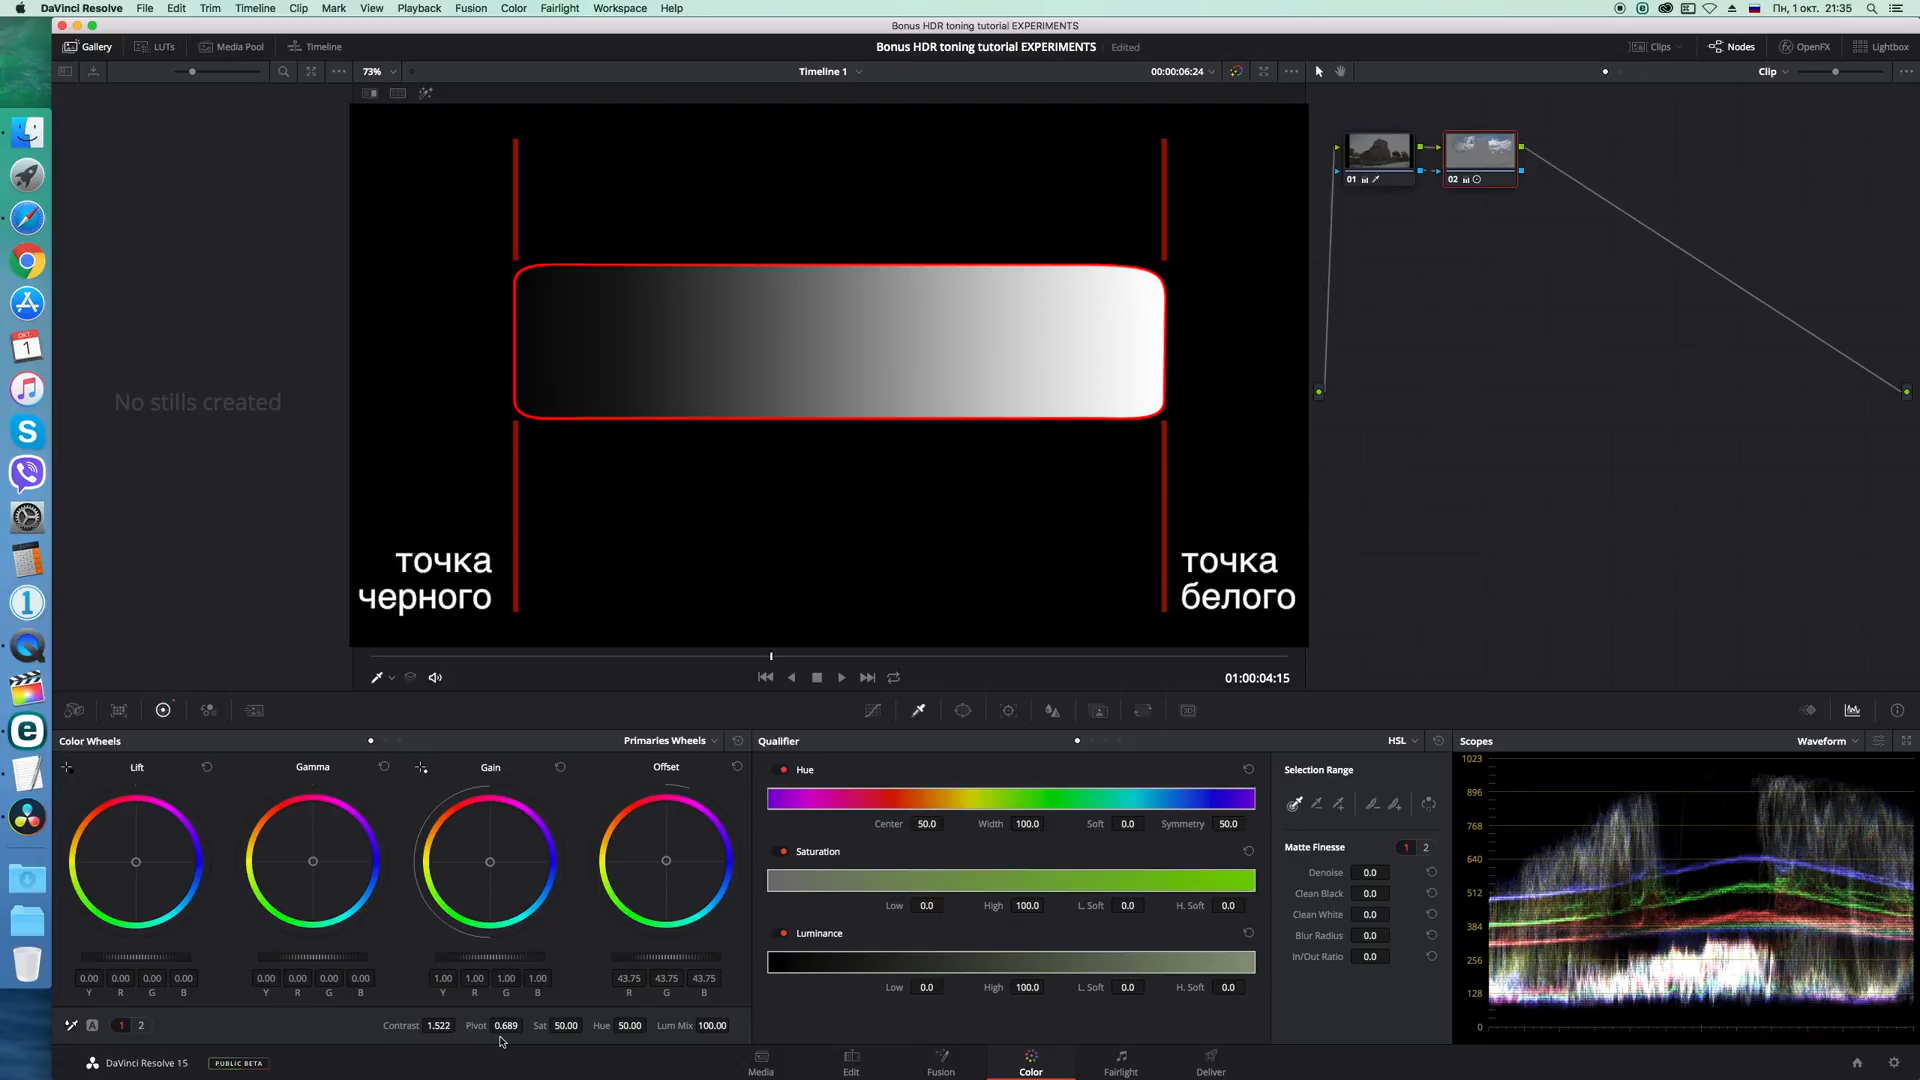 DaVinci Resolve File Edit Trim Timeline Clip Mark View Playback Fusion Color Fairlight Workspace Help Пн, 1 окт. 21:35
Bonus HDR toning tutorial EXPERIMENTS
Gallery LUTs Media Pool Timeline Bonus HDR toning tutorial EXPERIMENTS Edited Clips Nodes OpenFX Lightbox
73% Timeline 1 00:00:06:24 Clip
01 02
No stills created
точка
черного
точка
белого
01:00:04:15
Color Wheels Primaries Wheels Qualifier HSL Scopes Waveform
Lift Gamma Gain Offset
Hue
Center 50.0 Width 100.0 Soft 0.0 Symmetry 50.0
Saturation
Low 0.0 High 100.0 L. Soft 0.0 H. Soft 0.0
Luminance
Low 0.0 High 100.0 L. Soft 0.0 H. Soft 0.0
Selection Range
Matte Finesse 1 2
Denoise 0.0
Clean Black 0.0
Clean White 0.0
Blur Radius 0.0
In/Out Ratio 0.0
1023
896
768
640
512
384
256
128
0
0.00 0.00 0.00 0.00 0.00 0.00 0.00 0.00 1.00 1.00 1.00 1.00 43.75 43.75 43.75
Y R G B Y R G B Y R G B R G B
A 1 2 Contrast 1.522 Pivot 0.689 Sat 50.00 Hue 50.00 Lum Mix 100.00
DaVinci Resolve 15 PUBLIC BETA
Media Edit Fusion Color Fairlight Deliver